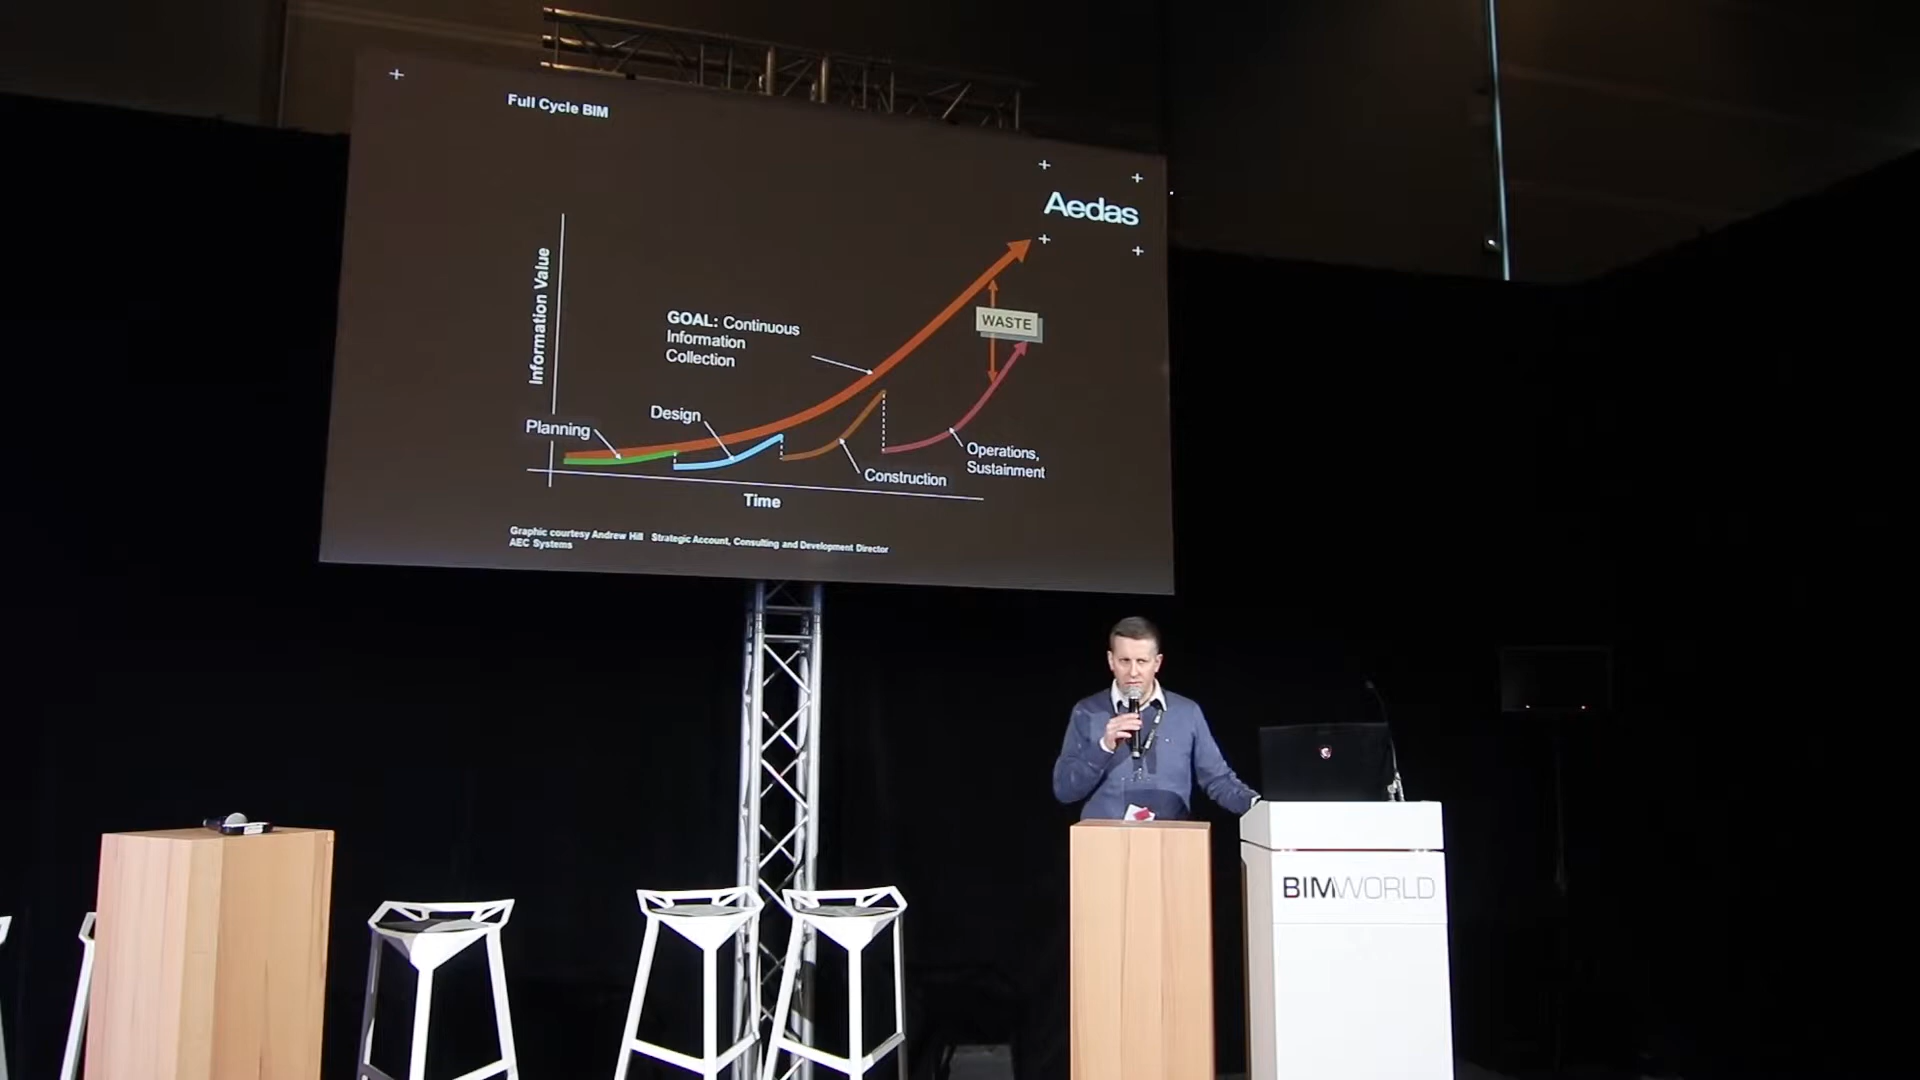 Full Cycle BIM
Aedas
Information Value
GOAL: Continuous
Information
Collection
WASTE
Planning
Design
Construction
Operations,
Sustainment
Time
Graphic courtesy Andrew Hill Strategic Account, Consulting and Development Director
AEC Systems
BIMWORLD